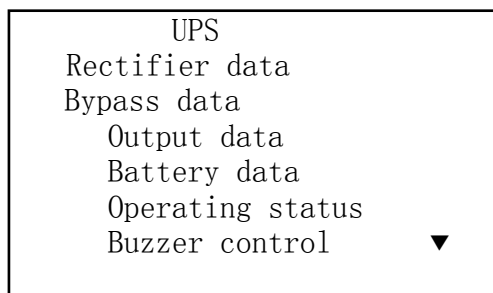 UPS
Rectifier data
Bypass data
Output data
Battery data
Operating status
Buzzer control ▼